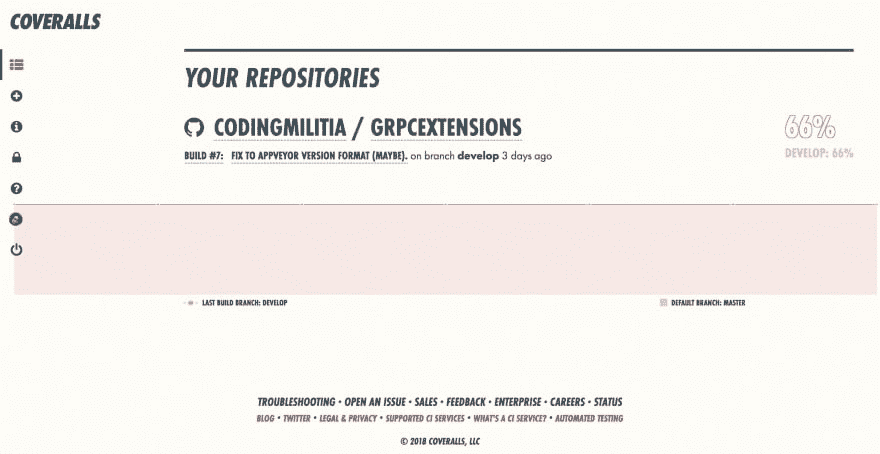 COVERALLS
YOUR REPOSITORIES
CODINGMILITIA / GRPCEXTENSIONS
66%
BUILD #7: FIX TO APPVEYOR VERSION FORMAT (MAYBE). on branch develop 3 days ago
DEVELOP: 66%
LAST BUILD BRANCH: DEVELOP
DEFAULT BRANCH: MASTER
TROUBLESHOOTING • OPEN AN ISSUE • SALES • FEEDBACK • ENTERPRISE • CAREERS • STATUS
BLOG • TWITTER • LEGAL & PRIVACY • SUPPORTED CI SERVICES • WHAT'S A CI SERVICE? • AUTOMATED TESTING
© 2018 COVERALLS, LLC